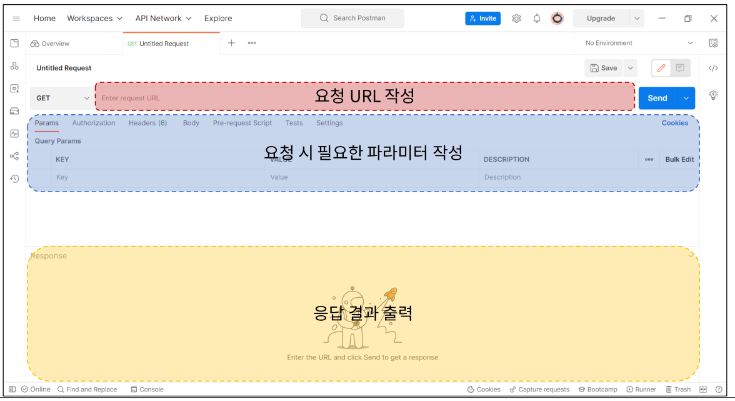 Home Workspaces API Network Explore Search Postman Invite Upgrade
Overview GET Untitled Request + ooo No Environment
Untitled Request Save
GET Enter request URL 요청 URL 작성 Send
Params Authorization Headers (6) Body Pre-request Script Tests Settings Cookies
Query Params
요청 시 필요한 파라미터 작성
KEY VALUE DESCRIPTION ooo Bulk Edit
Key Value Description
Response
응답 결과 출력
Enter the URL and click Send to get a response
Online Find and Replace Console Cookies Capture requests Bootcamp Runner Trash